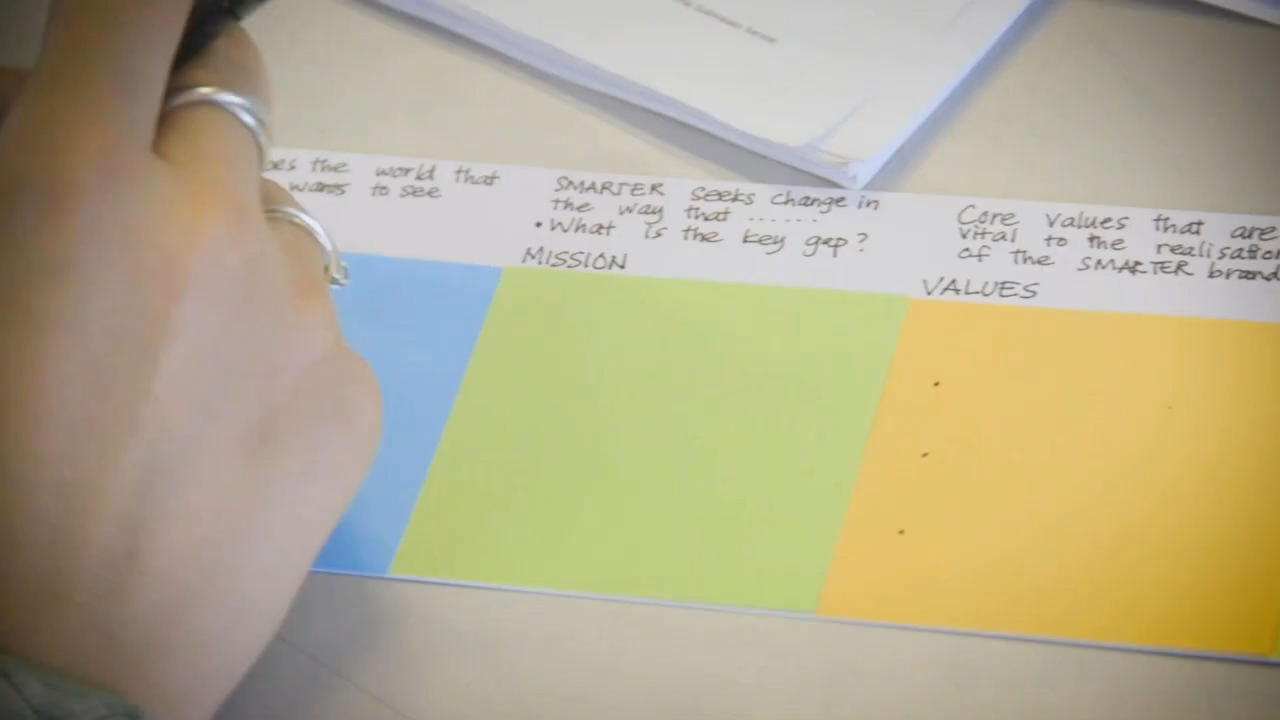 the world that
wants to see
SMARTER seeks change in
the way that ......
• What is the key gap?
MISSION
Core values that are
vital to the realisation
of the SMARTER brand
VALUES